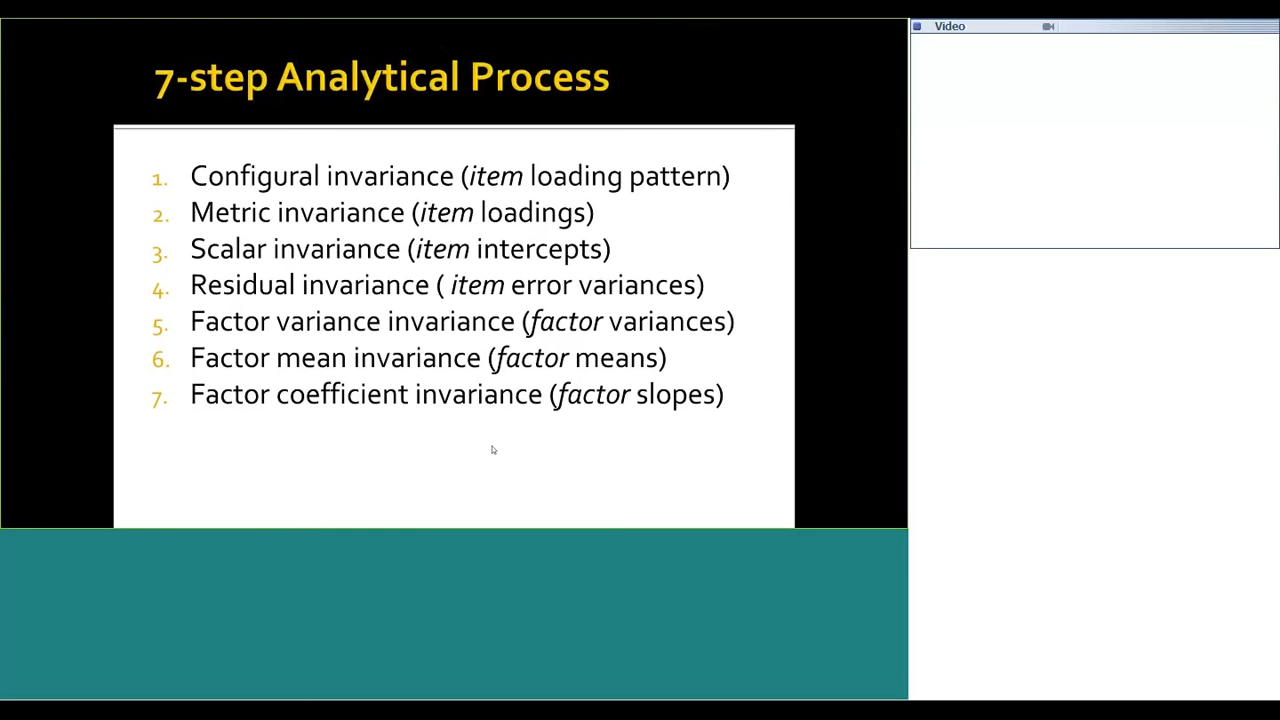 7-step Analytical Process
Video
1. Configural invariance (item loading pattern)
2. Metric invariance (item loadings)
3. Scalar invariance (item intercepts)
4. Residual invariance ( item error variances)
5. Factor variance invariance (factor variances)
6. Factor mean invariance (factor means)
7. Factor coefficient invariance (factor slopes)